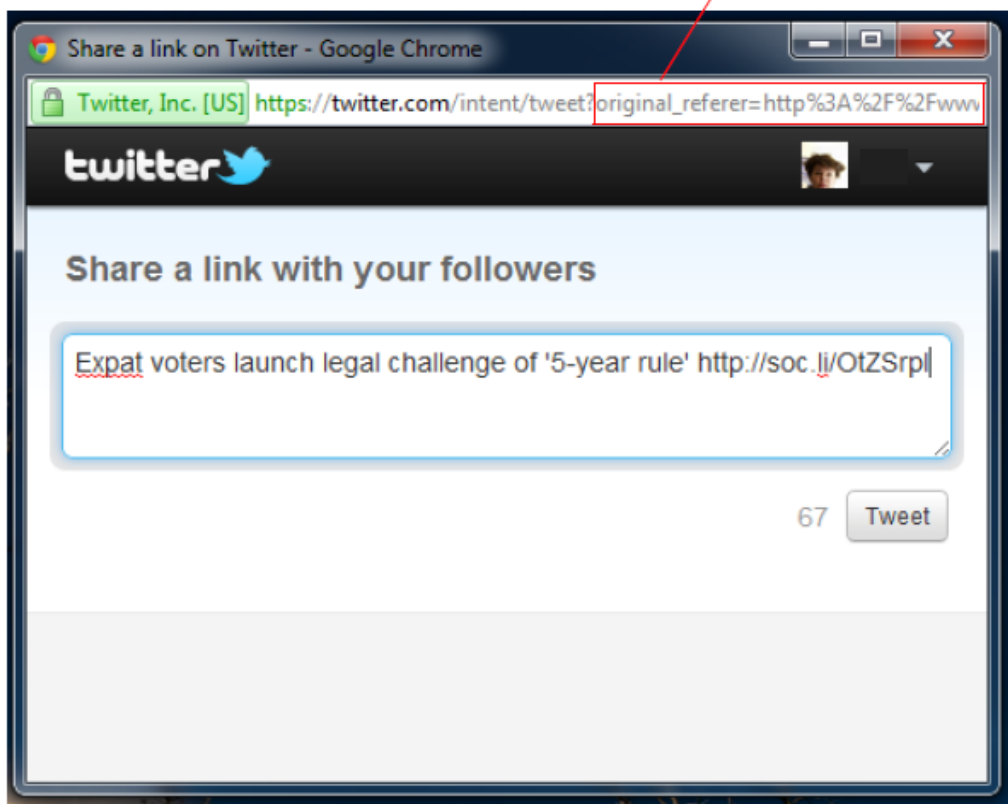 Share a link on Twitter - Google Chrome
Twitter, Inc. [US] https://twitter.com/intent/tweet?original_referer=http%3A%2F%2Fwww
twitter
Share a link with your followers
Expat voters launch legal challenge of '5-year rule' http://soc.li/OtZSrpl
67 Tweet